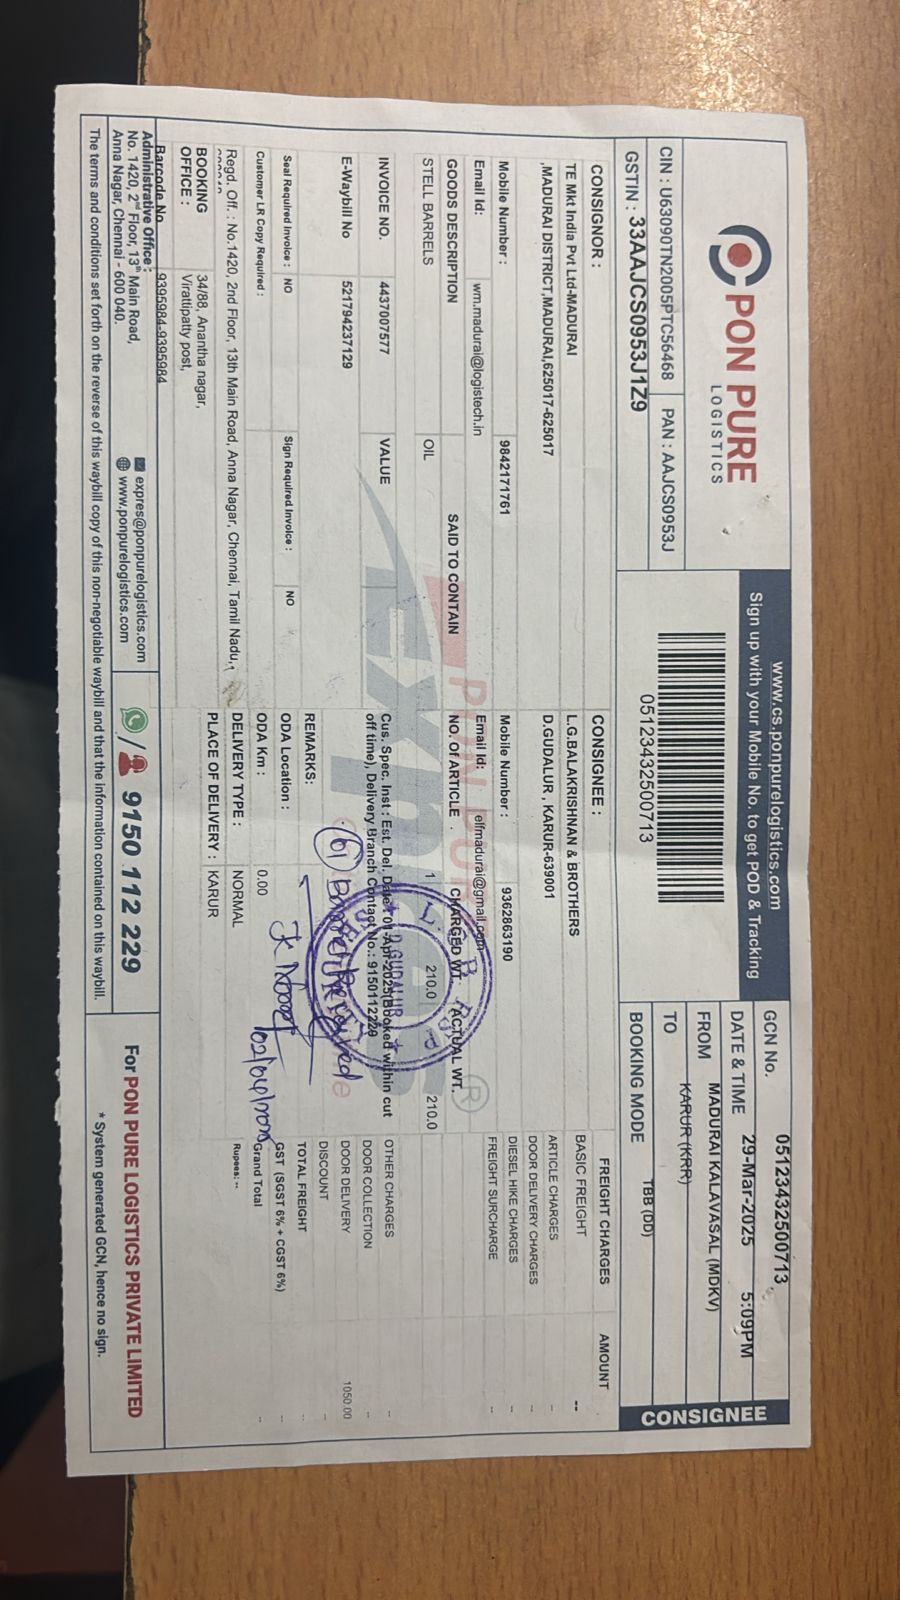 PON PURE
LOGISTICS
CIN : U63090TN2005PTC56468 PAN : AAJCS0953J
GSTIN : 33AAJCS0953J1Z9
www.cs.ponpurelogistics.com
Sign up with your Mobile No. to get POD & Tracking
05123432500713
GCN No. 05123432500713
DATE & TIME 29-Mar-2025 5:09PM
FROM MADURAI KALAVASAL (MDKV)
TO KARUR (KRR)
BOOKING MODE TBB (DD)
CONSIGNEE
CONSIGNOR :
TE Mkt India Pvt Ltd-MADURAI
,MADURAI DISTRICT,MADURAI,625017-625017
Mobile Number : 9842171761
Email Id: wm.madurai@logistech.in
CONSIGNEE :
L.G.BALAKRISHNAN & BROTHERS
D.GUDALUR , KARUR-639001
Mobile Number : 9362863190
Email Id: elfmadurai@gmail.com
GOODS DESCRIPTION SAID TO CONTAIN NO. Of ARTICLE CHARGED WT. ACTUAL WT.
STELL BARRELS OIL 1 210.0 210.0
INVOICE NO. 4437007577 VALUE
E-Waybill No 521794237129
Seal Required Invoice : NO Sign Required Invoice : NO
Customer LR Copy Required :
Cus. Spec. Inst : Est. Del. Date : 01-Apr-2025(Booked within cut
off time), Delivery Branch Contact No.: 9150112229
REMARKS:
ODA Location :
ODA Km : 0.00
DELIVERY TYPE : NORMAL
PLACE OF DELIVERY : KARUR
FREIGHT CHARGES AMOUNT
BASIC FREIGHT --
ARTICLE CHARGES --
DOOR DELIVERY CHARGES --
DIESEL HIKE CHARGES --
FREIGHT SURCHARGE --
OTHER CHARGES --
DOOR COLLECTION --
DOOR DELIVERY 1050.00
DISCOUNT --
TOTAL FREIGHT
GST (SGST 6% + CGST 6%) --
Grand Total --
Rupees:--
PON PURE
express
D.GUDALUR
01 Barrel Received
Regd. Off. : No.1420, 2nd Floor, 13th Main Road, Anna Nagar, Chennai, Tamil Nadu,
BOOKING OFFICE : 34/88, Anantha nagar,
Virattipatty post,
Barcode No 9395984-9395984
Administrative Office :
No. 1420, 2nd Floor, 13th Main Road,
Anna Nagar, Chennai - 600 040.
expres@ponpurelogistics.com
www.ponpurelogistics.com
9150 112 229
For PON PURE LOGISTICS PRIVATE LIMITED
The terms and conditions set forth on the reverse of this waybill copy of this non-negotiable waybill and that the information contained on this waybill.
* System generated GCN, hence no sign.